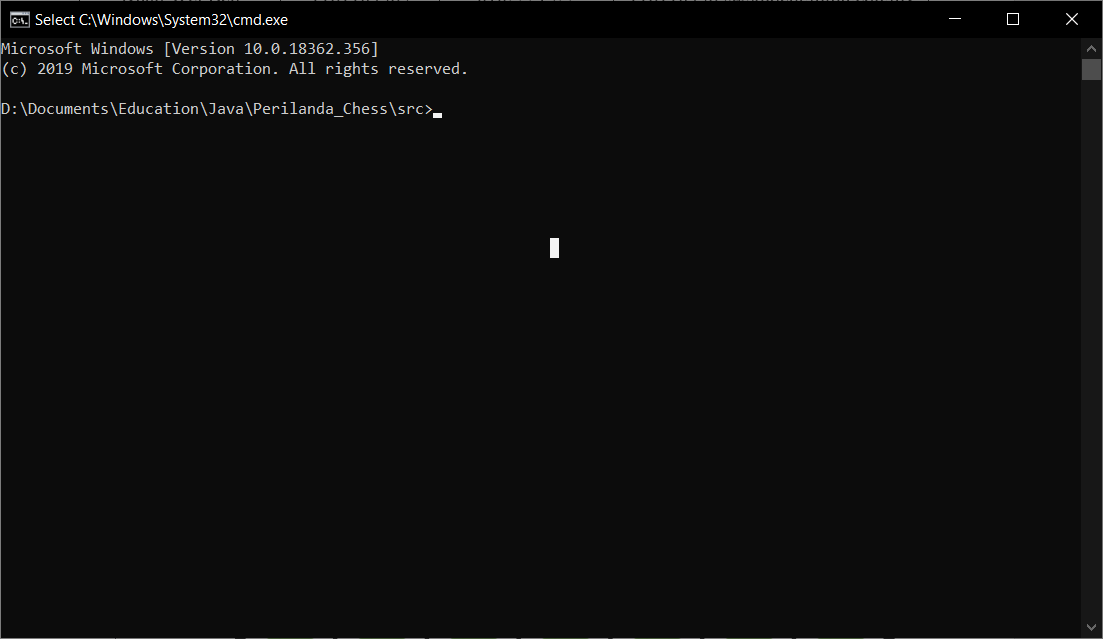 Select C:\Windows\System32\cmd.exe
Microsoft Windows [Version 10.0.18362.356]
(c) 2019 Microsoft Corporation. All rights reserved.
D:\Documents\Education\Java\Perilanda_Chess\src>